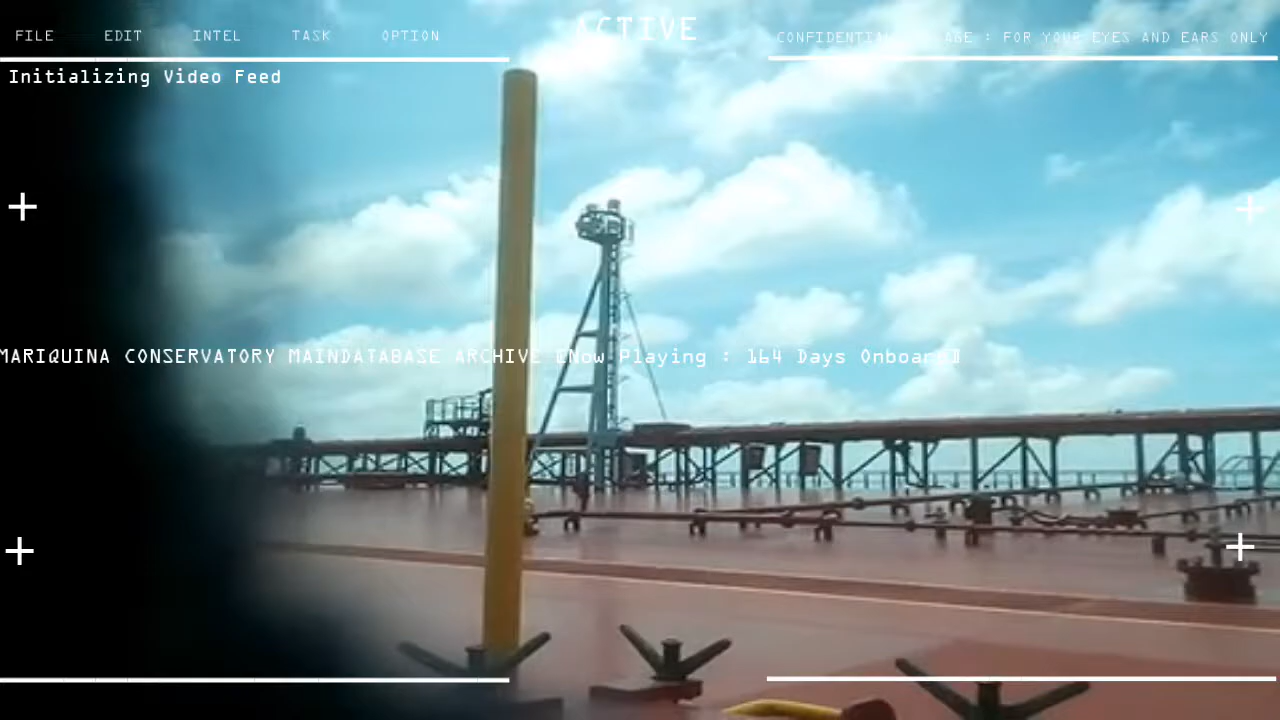 FILE EDIT INTEL TASK OPTION
ACTIVE
CONFIDENTIAL : FOR YOUR EYES AND EARS ONLY
Initializing Video Feed
MARIQUINA CONSERVATORY MAINDATABASE ARCHIVE [Now Playing : 164 Days Onboard]